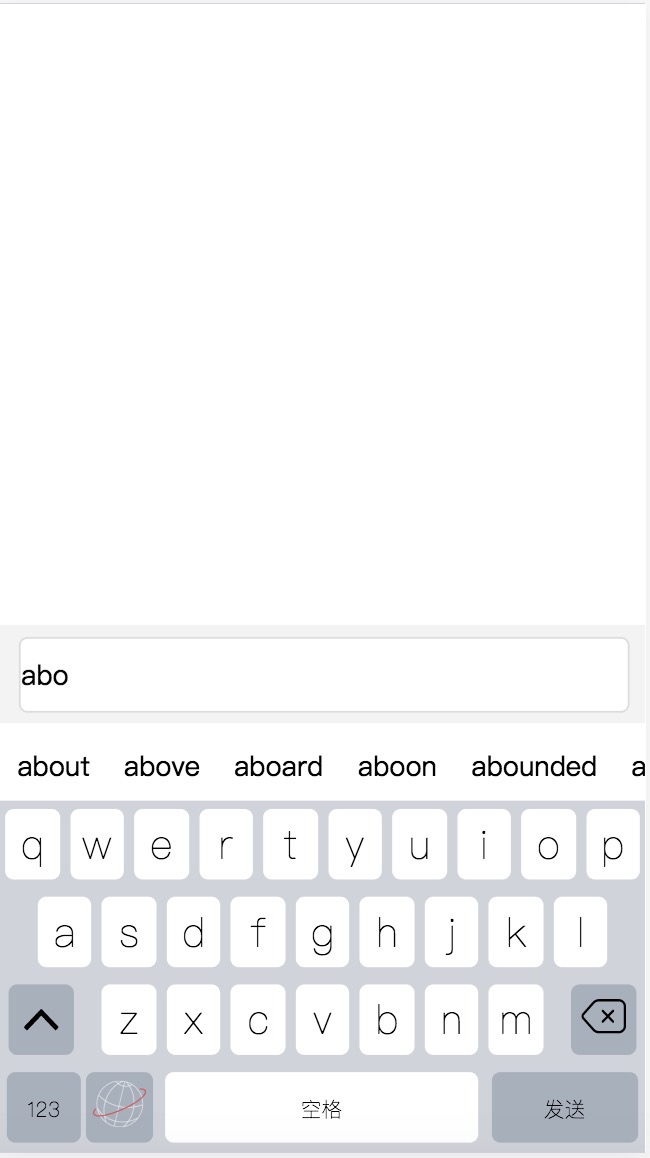 abo
about above aboard aboon abounded a
q w e r t y u i o p
a s d f g h j k l
z x c v b n m
123 空格 发送